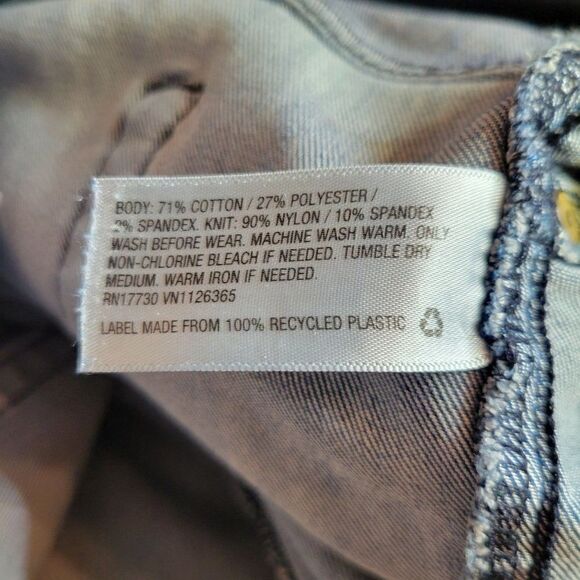 BODY: 71% COTTON / 27% POLYESTER /
2% SPANDEX. KNIT: 90% NYLON / 10% SPANDEX
WASH BEFORE WEAR. MACHINE WASH WARM. ONLY
NON-CHLORINE BLEACH IF NEEDED. TUMBLE DRY
MEDIUM. WARM IRON IF NEEDED.
RN17730 VN1126365
LABEL MADE FROM 100% RECYCLED PLASTIC